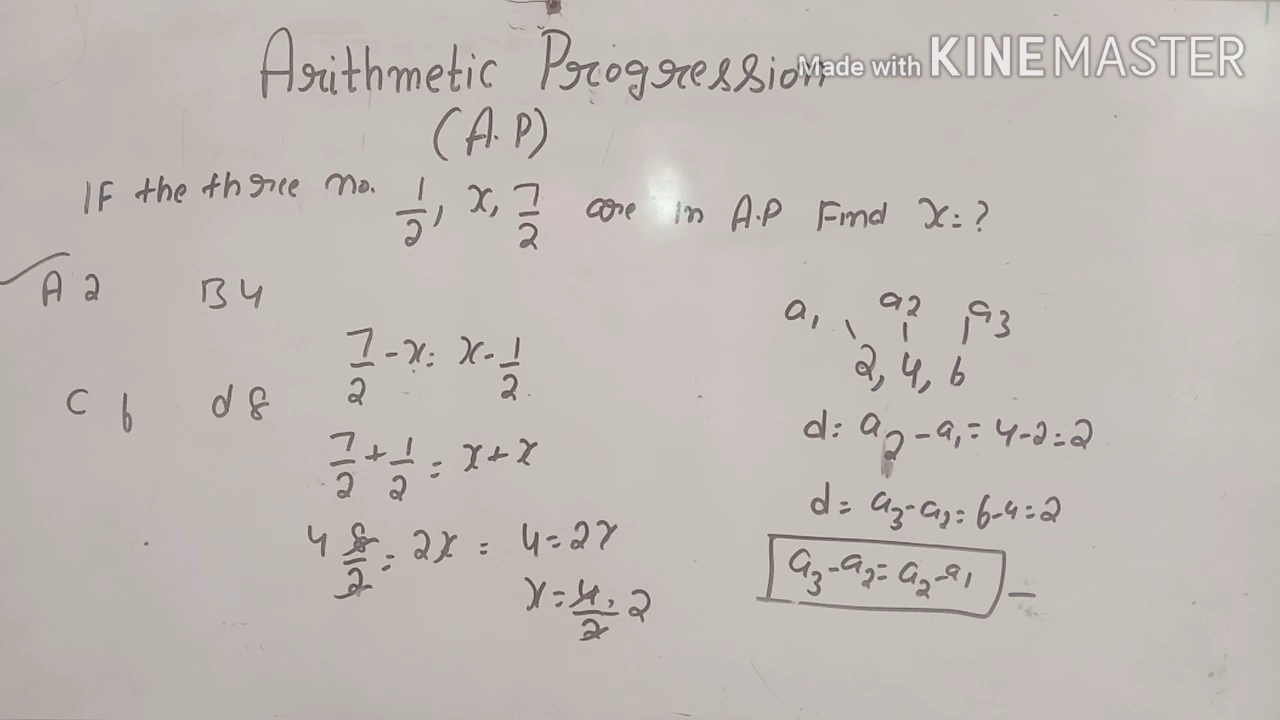 Made with KINEMASTER
Arithmetic Progression
(A.P)
If the three no. 1/2, x, 7/2 are in A.P Find x=?
A 2 B 4
C 6 d 8
7/2 - x = x - 1/2
7/2 + 1/2 = x + x
4 8/2 = 2x = 4 = 2x
x = 4/2 = 2
a1 a2 a3
2, 4, 6
d = a2 - a1 = 4 - 2 = 2
d = a3 - a2 = 6 - 4 = 2
a3 - a2 = a2 - a1